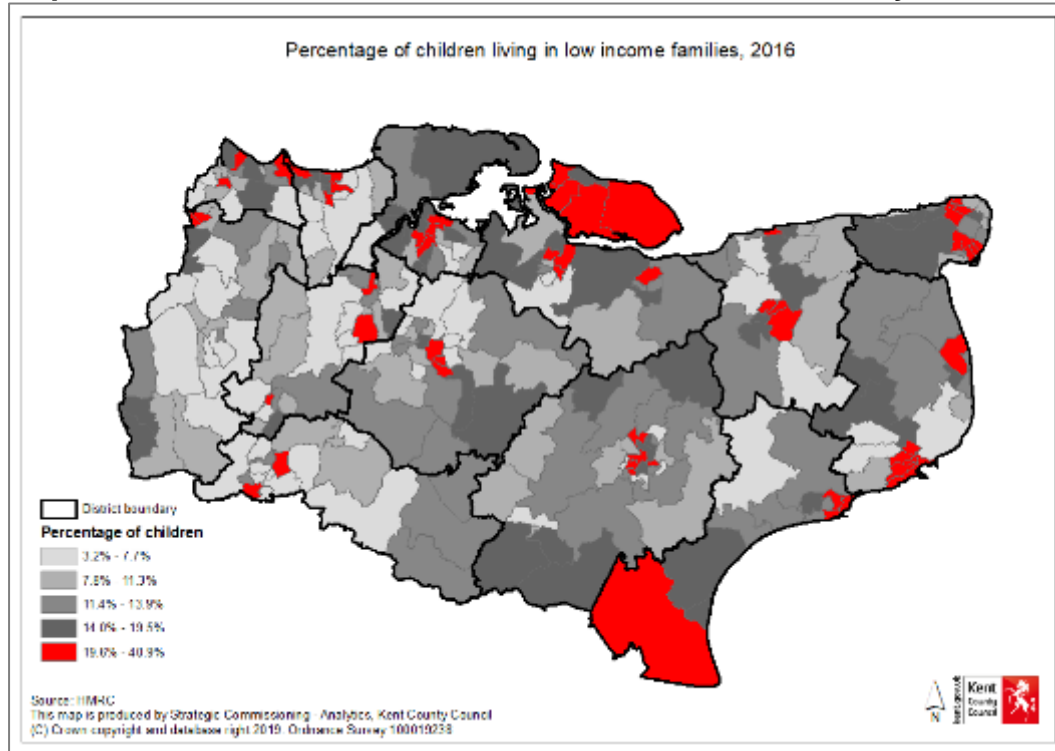 Percentage of children living in low income families, 2016
District boundary
Percentage of children
3.2% - 7.7%
7.8% - 11.3%
11.4% - 13.9%
14.0% - 19.5%
19.6% - 40.9%
Source: HMRC
This map is produced by Strategic Commissioning - Analytics, Kent County Council
(C) Crown copyright and database right 2019. Ordnance Survey 100019238
N
Kent
County
Council